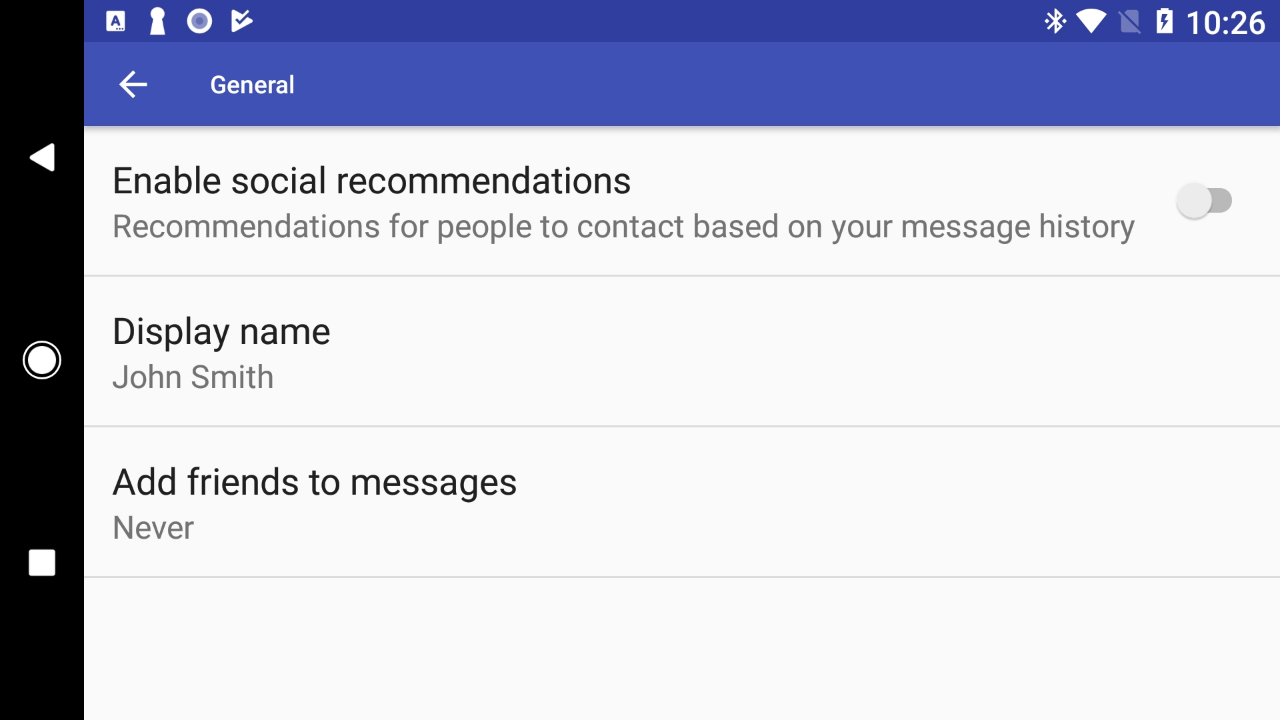 10:26
General
Enable social recommendations
Recommendations for people to contact based on your message history
Display name
John Smith
Add friends to messages
Never